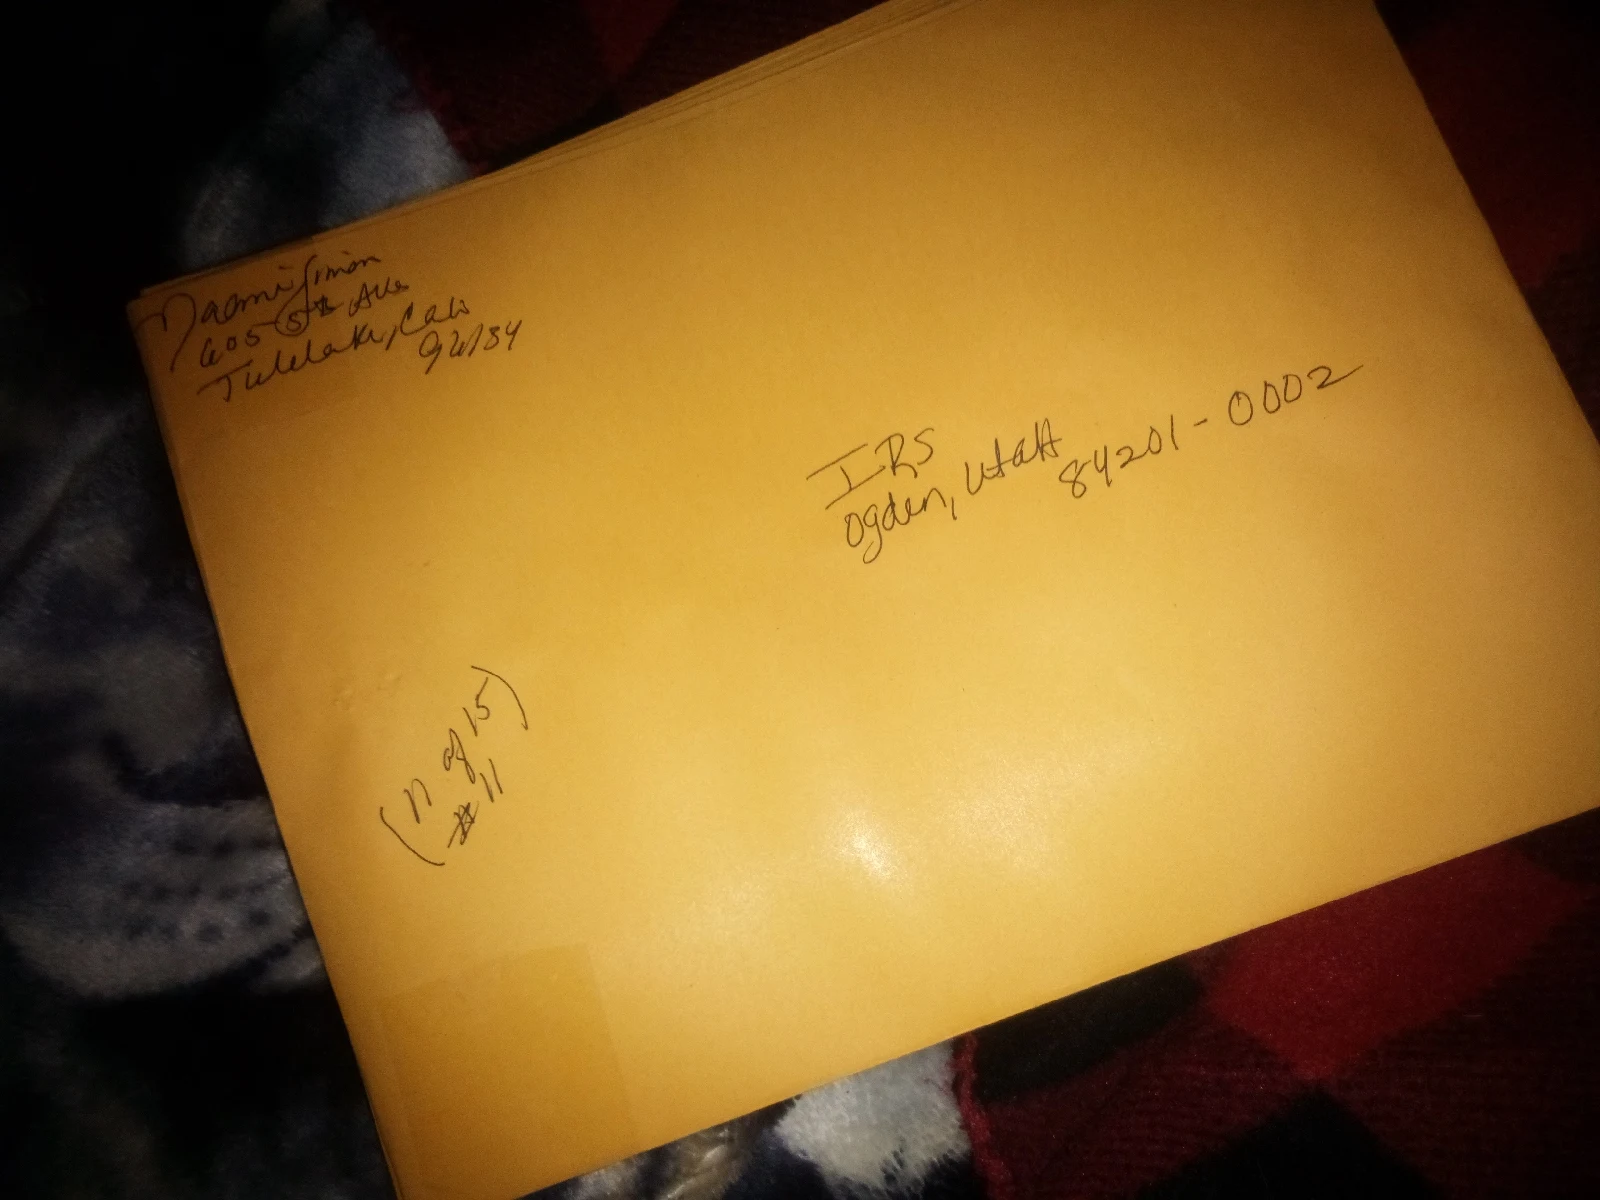 Naomi Simon
605 5th Ave
Tulelake, Cali
96134
IRS
Ogden, Utah
84201-0002
(11 of 15)
#11